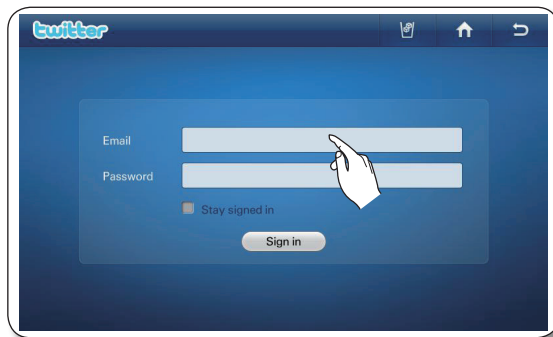 twitter
Email
Password
Stay signed in
Sign in